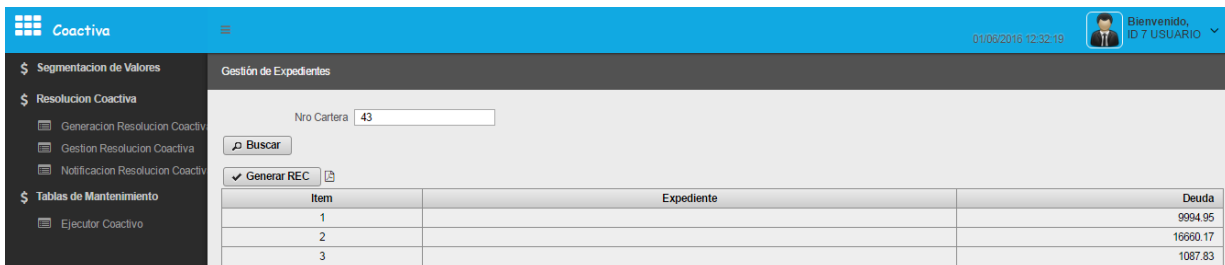 Coactiva
01/06/2016 12:32:19
Bienvenido,
ID 7 USUARIO
$ Segmentacion de Valores
$ Resolucion Coactiva
Generacion Resolucion Coactiv
Gestion Resolucion Coactiva
Notificacion Resolucion Coactiv
$ Tablas de Mantenimiento
Ejecutor Coactivo
Gestión de Expedientes
Nro Cartera 43
Buscar
Generar REC
Item Expediente Deuda
1 9994.95
2 16660.17
3 1087.83